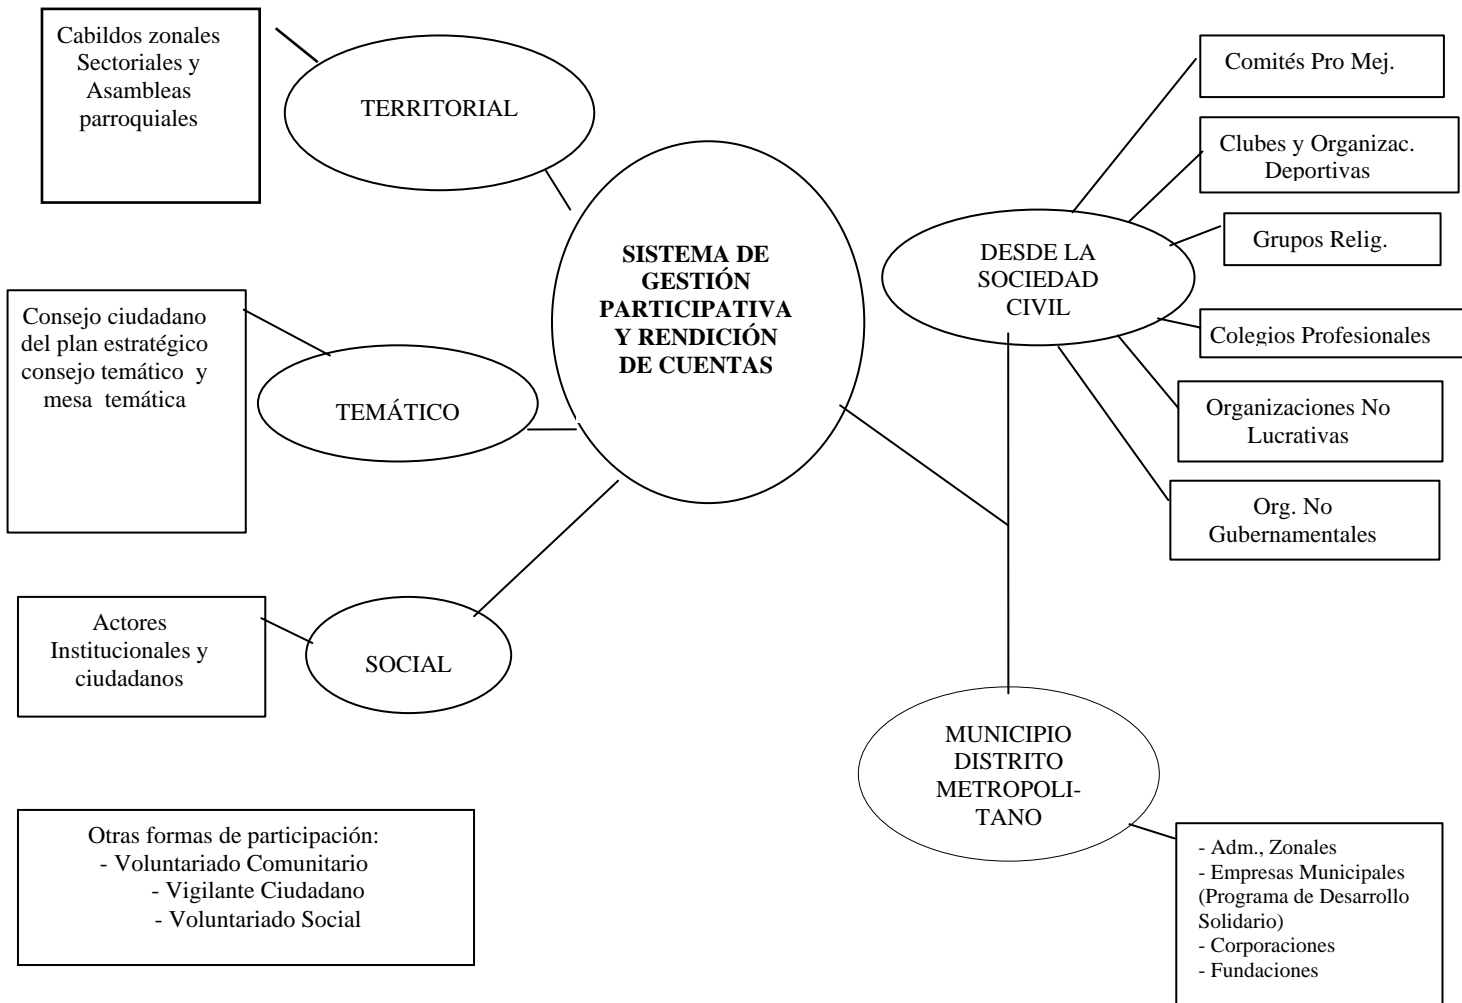 Cabildos zonales
Sectoriales y
Asambleas
parroquiales
TERRITORIAL
Consejo ciudadano
del plan estratégico
consejo temático y
mesa temática
TEMÁTICO
Actores
Institucionales y
ciudadanos
SOCIAL
Otras formas de participación:
- Voluntariado Comunitario
- Vigilante Ciudadano
- Voluntariado Social
SISTEMA DE
GESTIÓN
PARTICIPATIVA
Y RENDICIÓN
DE CUENTAS
DESDE LA
SOCIEDAD
CIVIL
Comités Pro Mej.
Clubes y Organizac.
Deportivas
Grupos Relig.
Colegios Profesionales
Organizaciones No
Lucrativas
Org. No
Gubernamentales
MUNICIPIO
DISTRITO
METROPOLI-
TANO
- Adm., Zonales
- Empresas Municipales
(Programa de Desarrollo
Solidario)
- Corporaciones
- Fundaciones